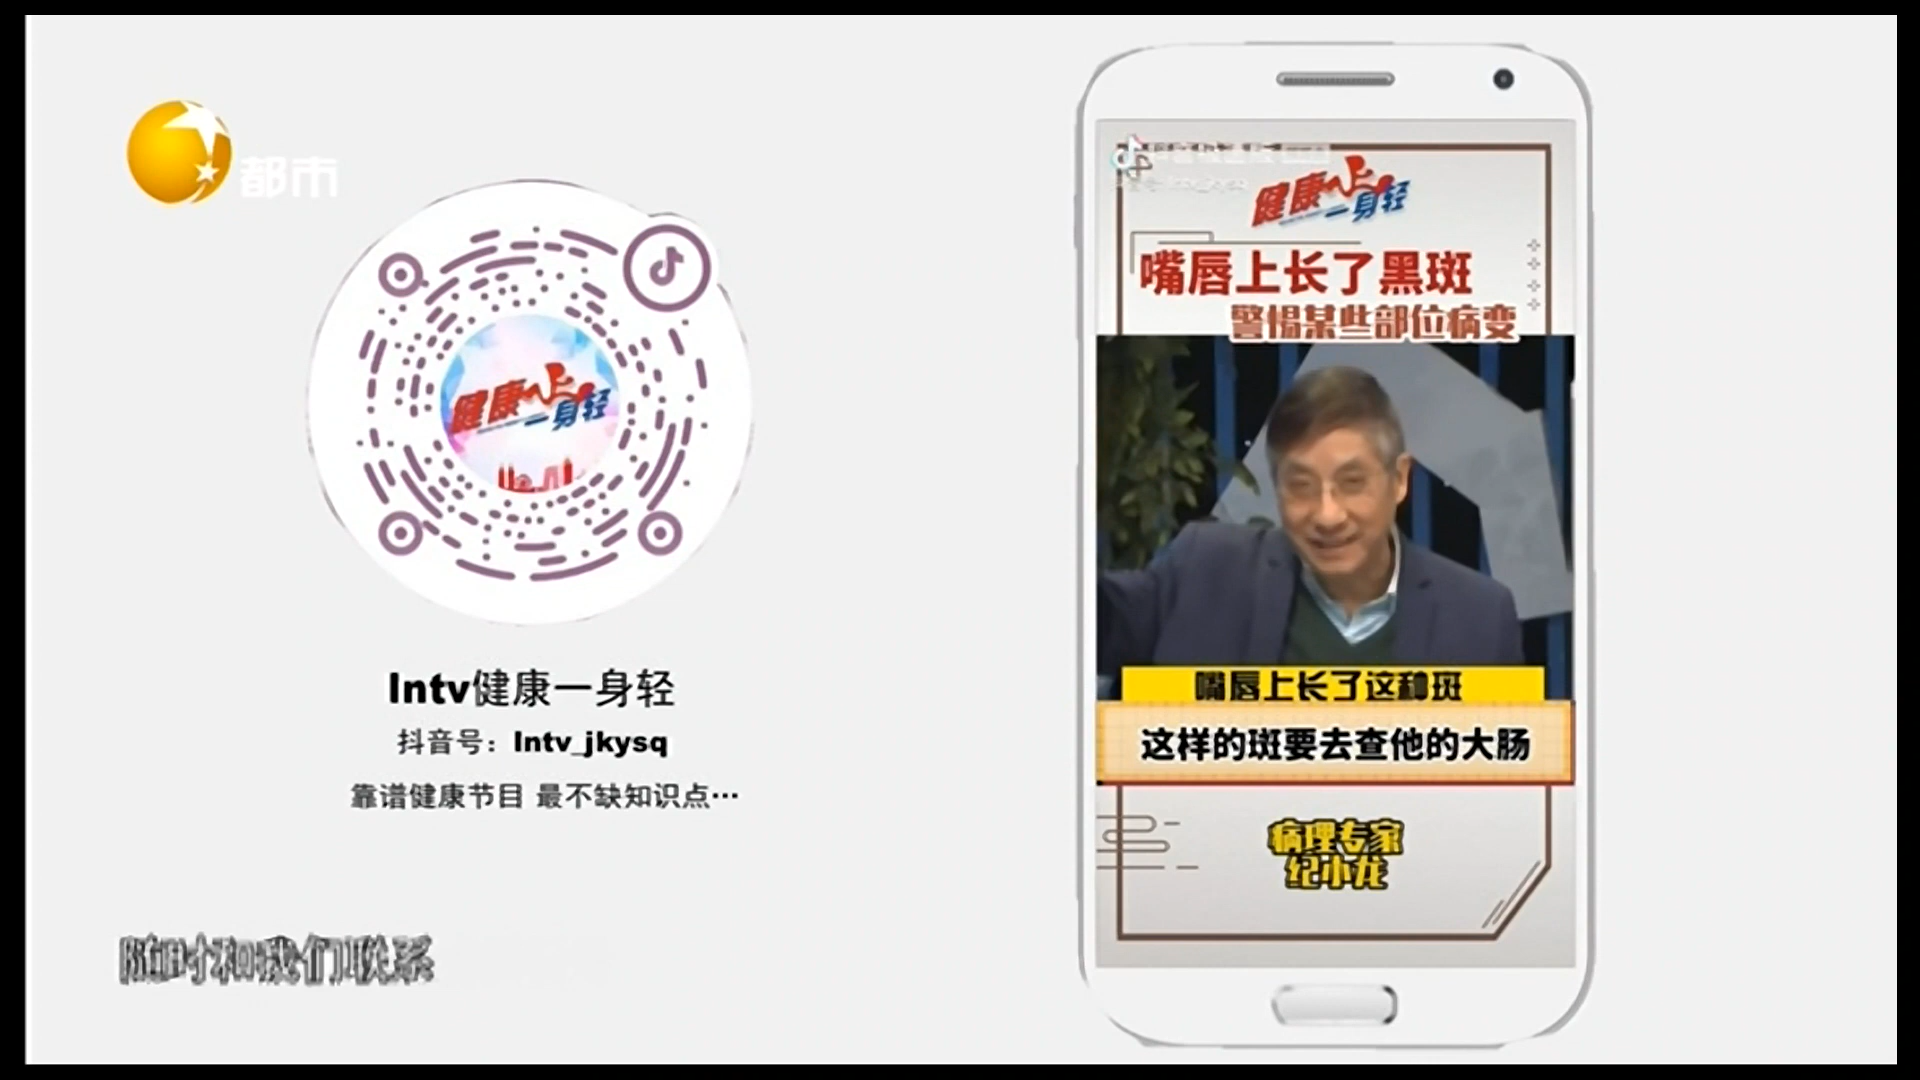 都市
健康一身轻
lntv健康一身轻
抖音号：lntv_jkysq
靠谱健康节目 最不缺知识点…
随时和我们联系
健康一身轻
嘴唇上长了黑斑
警惕某些部位病变
嘴唇上长了这种斑
这样的斑要去查他的大肠
病理专家
纪小龙